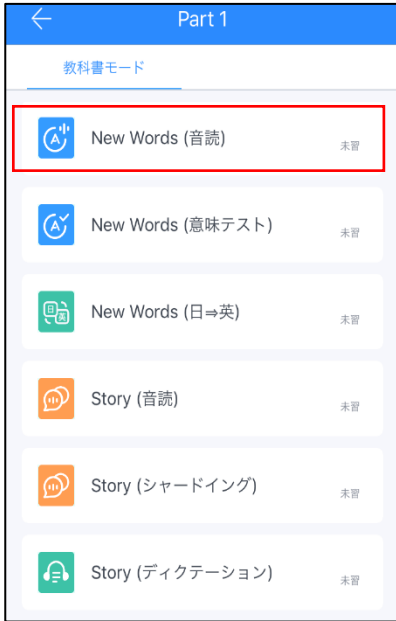 Part 1
教科書モード
New Words (音読)
未習
New Words (意味テスト)
未習
New Words (日⇒英)
未習
Story (音読)
未習
Story (シャードイング)
未習
Story (ディクテーション)
未習